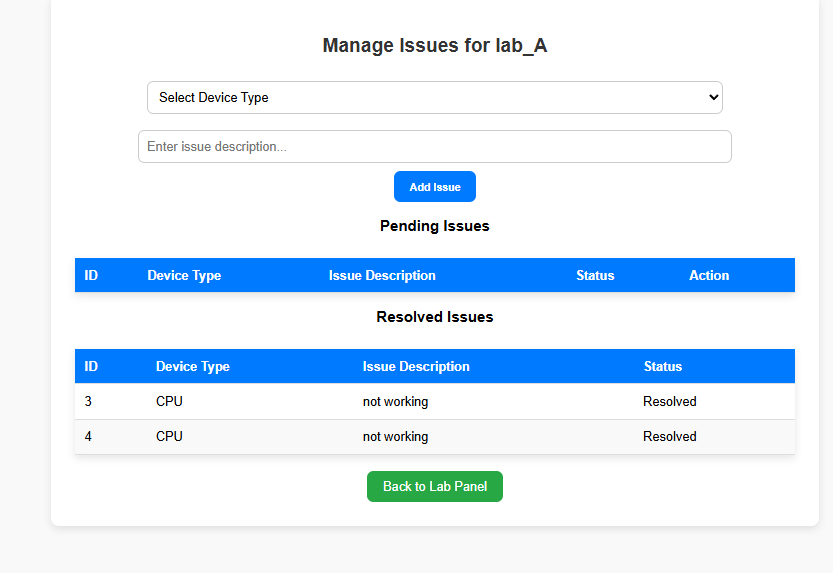 Manage Issues for lab_A
Select Device Type
Enter issue description...
Add Issue
Pending Issues
ID Device Type Issue Description Status Action
Resolved Issues
ID Device Type Issue Description Status
3 CPU not working Resolved
4 CPU not working Resolved
Back to Lab Panel